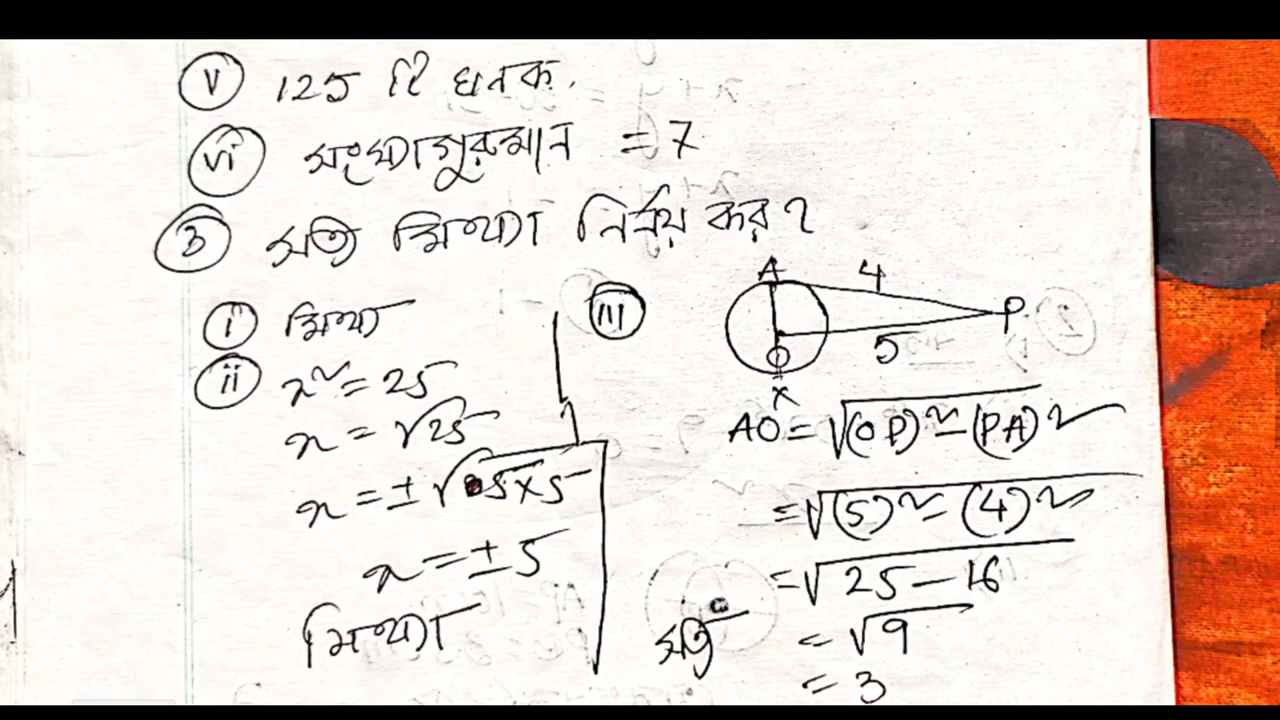 (v) 125 টি ঘনক.
(vi) সংখ্যাগুরুমান = 7
(3) সত্য মিথ্যা নির্ণয় কর?
(i) মিথ্যা
(ii) x² = 25
x = √25
x = ± √5×5
x = ± 5
মিথ্যা
(iii)
A 4 P
O 5
x
AO = √(OP)² – (PA)²
= √(5)² – (4)²
= √25 – 16
= √9
= 3
সত্য